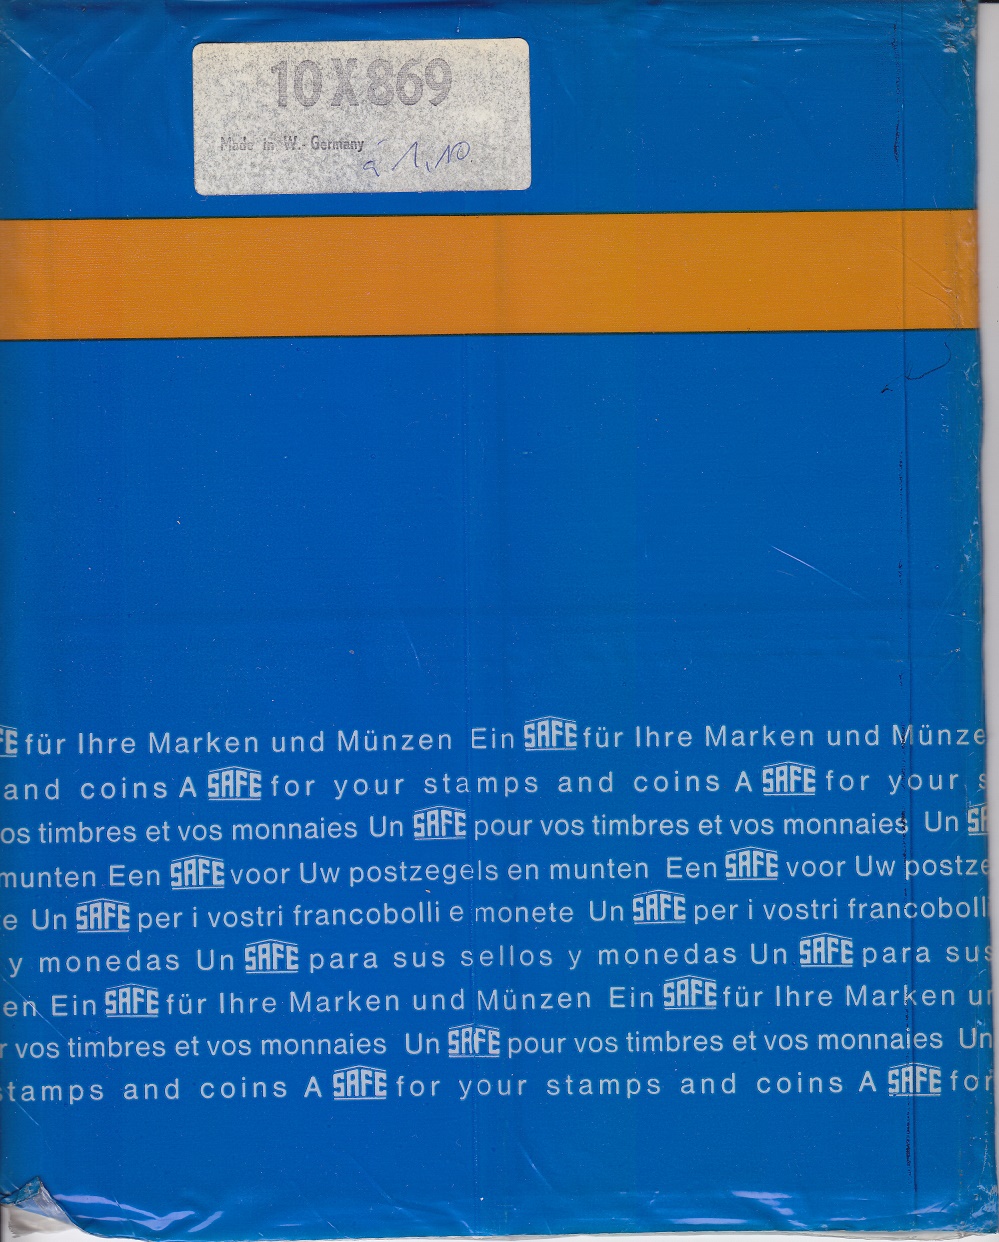 10X869
Made in W.-Germany
à 1,10
FE für Ihre Marken und Münzen Ein SAFE für Ihre Marken und Münze
and coins A SAFE for your stamps and coins A SAFE for your s
os timbres et vos monnaies Un SAFE pour vos timbres et vos monnaies Un SA
munten Een SAFE voor Uw postzegels en munten Een SAFE voor Uw postze
e Un SAFE per i vostri francobolli e monete Un SAFE per i vostri francobolli
y monedas Un SAFE para sus sellos y monedas Un SAFE para sus
en Ein SAFE für Ihre Marken und Münzen Ein SAFE für Ihre Marken un
r vos timbres et vos monnaies Un SAFE pour vos timbres et vos monnaies Un
stamps and coins A SAFE for your stamps and coins A SAFE for